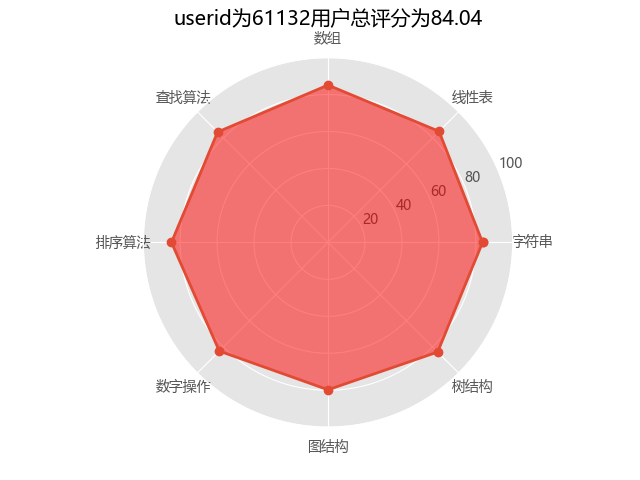 userid为61132用户总评分为84.04
数组
查找算法
线性表
100
80
60
40
20
排序算法
字符串
数字操作
树结构
图结构